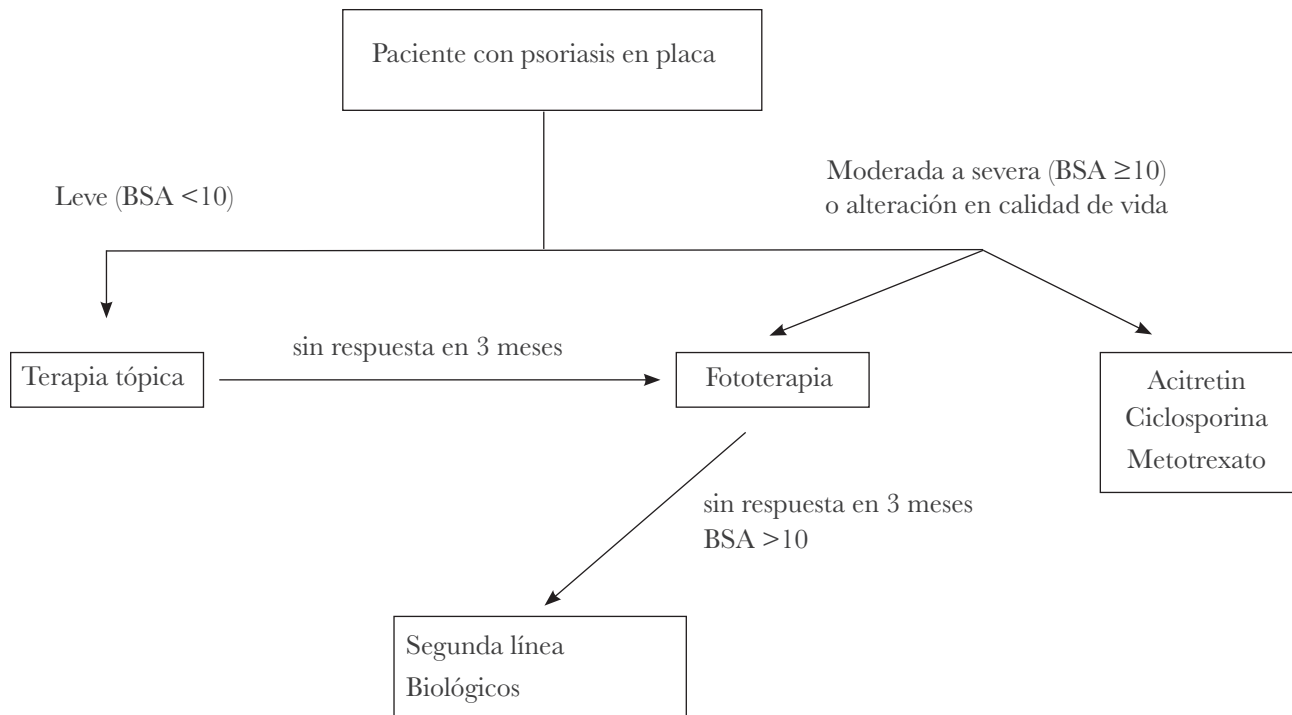 Paciente con psoriasis en placa
Leve (BSA <10)
Moderada a severa (BSA ≥10)
o alteración en calidad de vida
Terapia tópica
sin respuesta en 3 meses
Fototerapia
Acitretin
Ciclosporina
Metotrexato
sin respuesta en 3 meses
BSA >10
Segunda línea
Biológicos